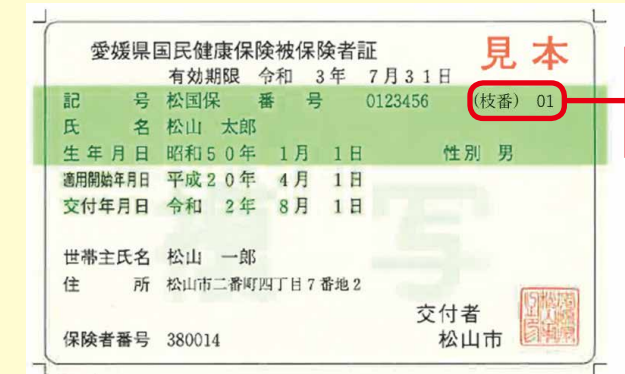 見本
愛媛県国民健康保険被保険者証
有効期限 令和 3年 7月31日
記 号 松国保 番 号 0123456 (枝番) 01
氏 名 松山 太郎
生年月日 昭和50年 1月 1日 性別 男
適用開始年月日 平成20年 4月 1日
交付年月日 令和 2年 8月 1日
世帯主氏名 松山 一郎
住 所 松山市二番町四丁目7番地2
交付者
松山市
保険者番号 380014